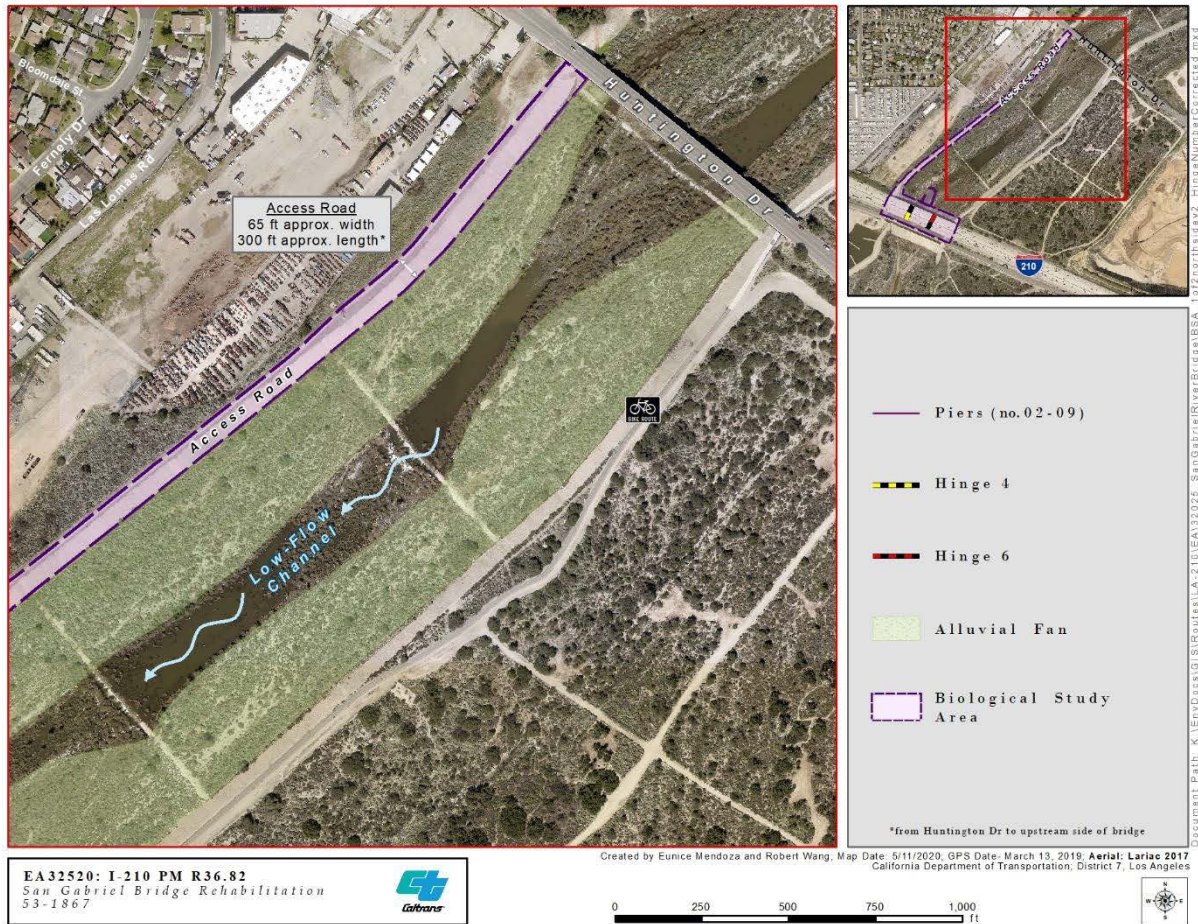 Bloomdale St
Fernely Dr
Las Lomas Rd
Huntington Dr
Access Road
65 ft approx. width
300 ft approx. length*
Access Road
BIKE ROUTE
Low-Flow
Channel
Huntington Dr
Access Road
210
Piers (no. 02-09)
Hinge 4
Hinge 6
Alluvial Fan
Biological Study
Area
*from Huntington Dr to upstream side of bridge
EA32520: I-210 PM R36.82
San Gabriel Bridge Rehabilitation
53-1867
Caltrans
Created by Eunice Mendoza and Robert Wang; Map Date: 5/11/2020; GPS Date- March 13, 2019; Aerial: Lariac 2017
California Department of Transportation; District 7, Los Angeles
0 250 500 750 1,000
ft
N
W E
S